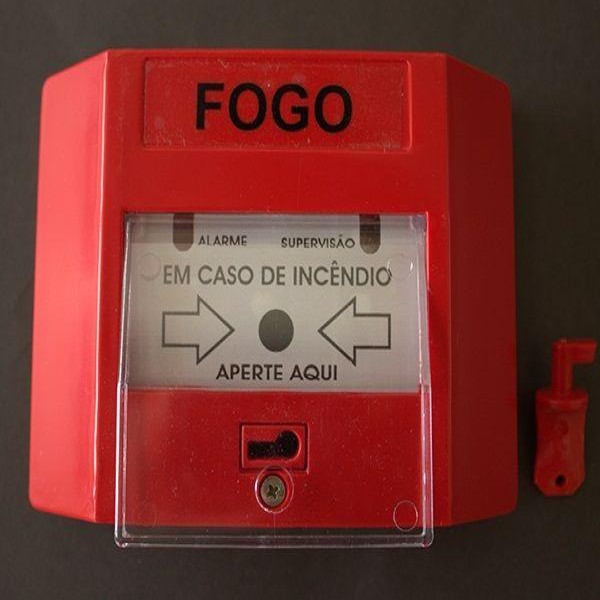 FOGO
ALARME SUPERVISÃO
EM CASO DE INCÊNDIO
APERTE AQUI